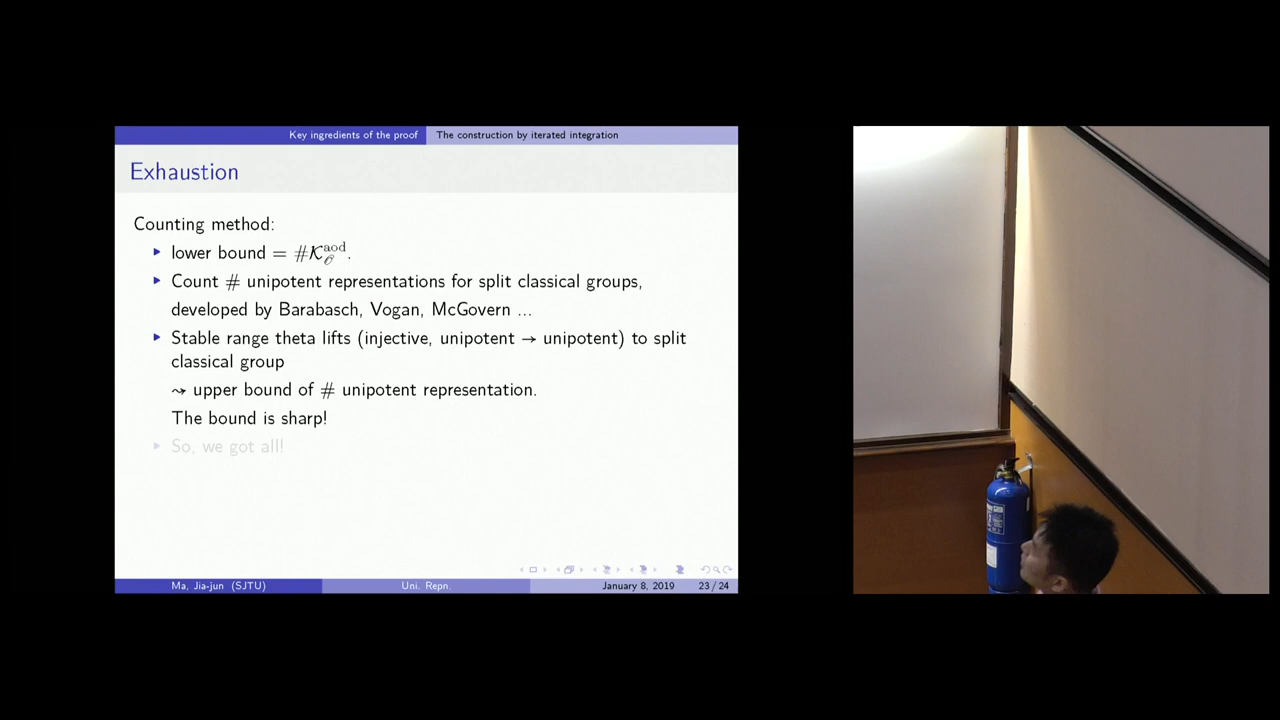 Key ingredients of the proof The construction by iterated integration
Exhaustion
Counting method:
▶ lower bound = #𝒦_𝒪^aod.
▶ Count # unipotent representations for split classical groups,
developed by Barabasch, Vogan, McGovern ...
▶ Stable range theta lifts (injective, unipotent → unipotent) to split
classical group
⇝ upper bound of # unipotent representation.
The bound is sharp!
▶ So, we got all!
Ma, Jia-jun (SJTU) Uni. Repn. January 8, 2019 23 / 24